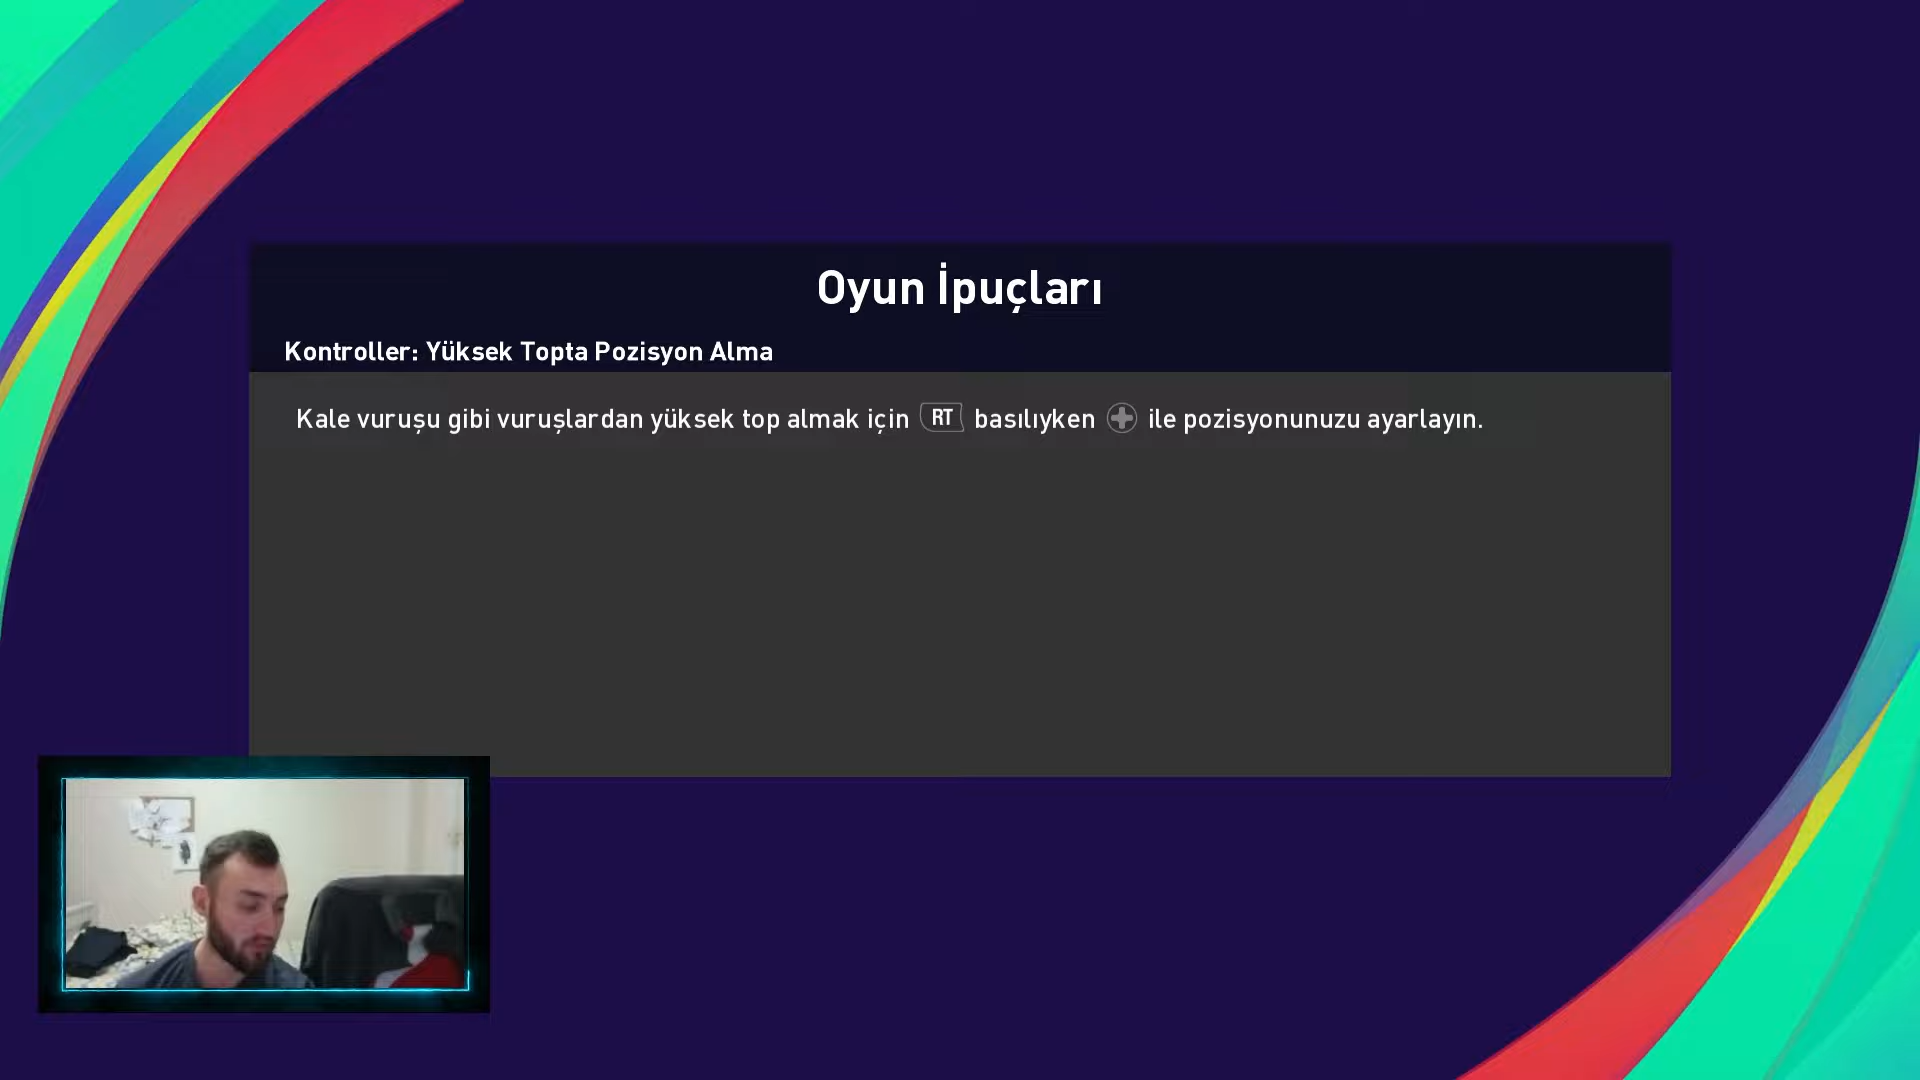 Oyun İpuçları
Kontroller: Yüksek Topta Pozisyon Alma
Kale vuruşu gibi vuruşlardan yüksek top almak için RT basılıyken ile pozisyonunuzu ayarlayın.